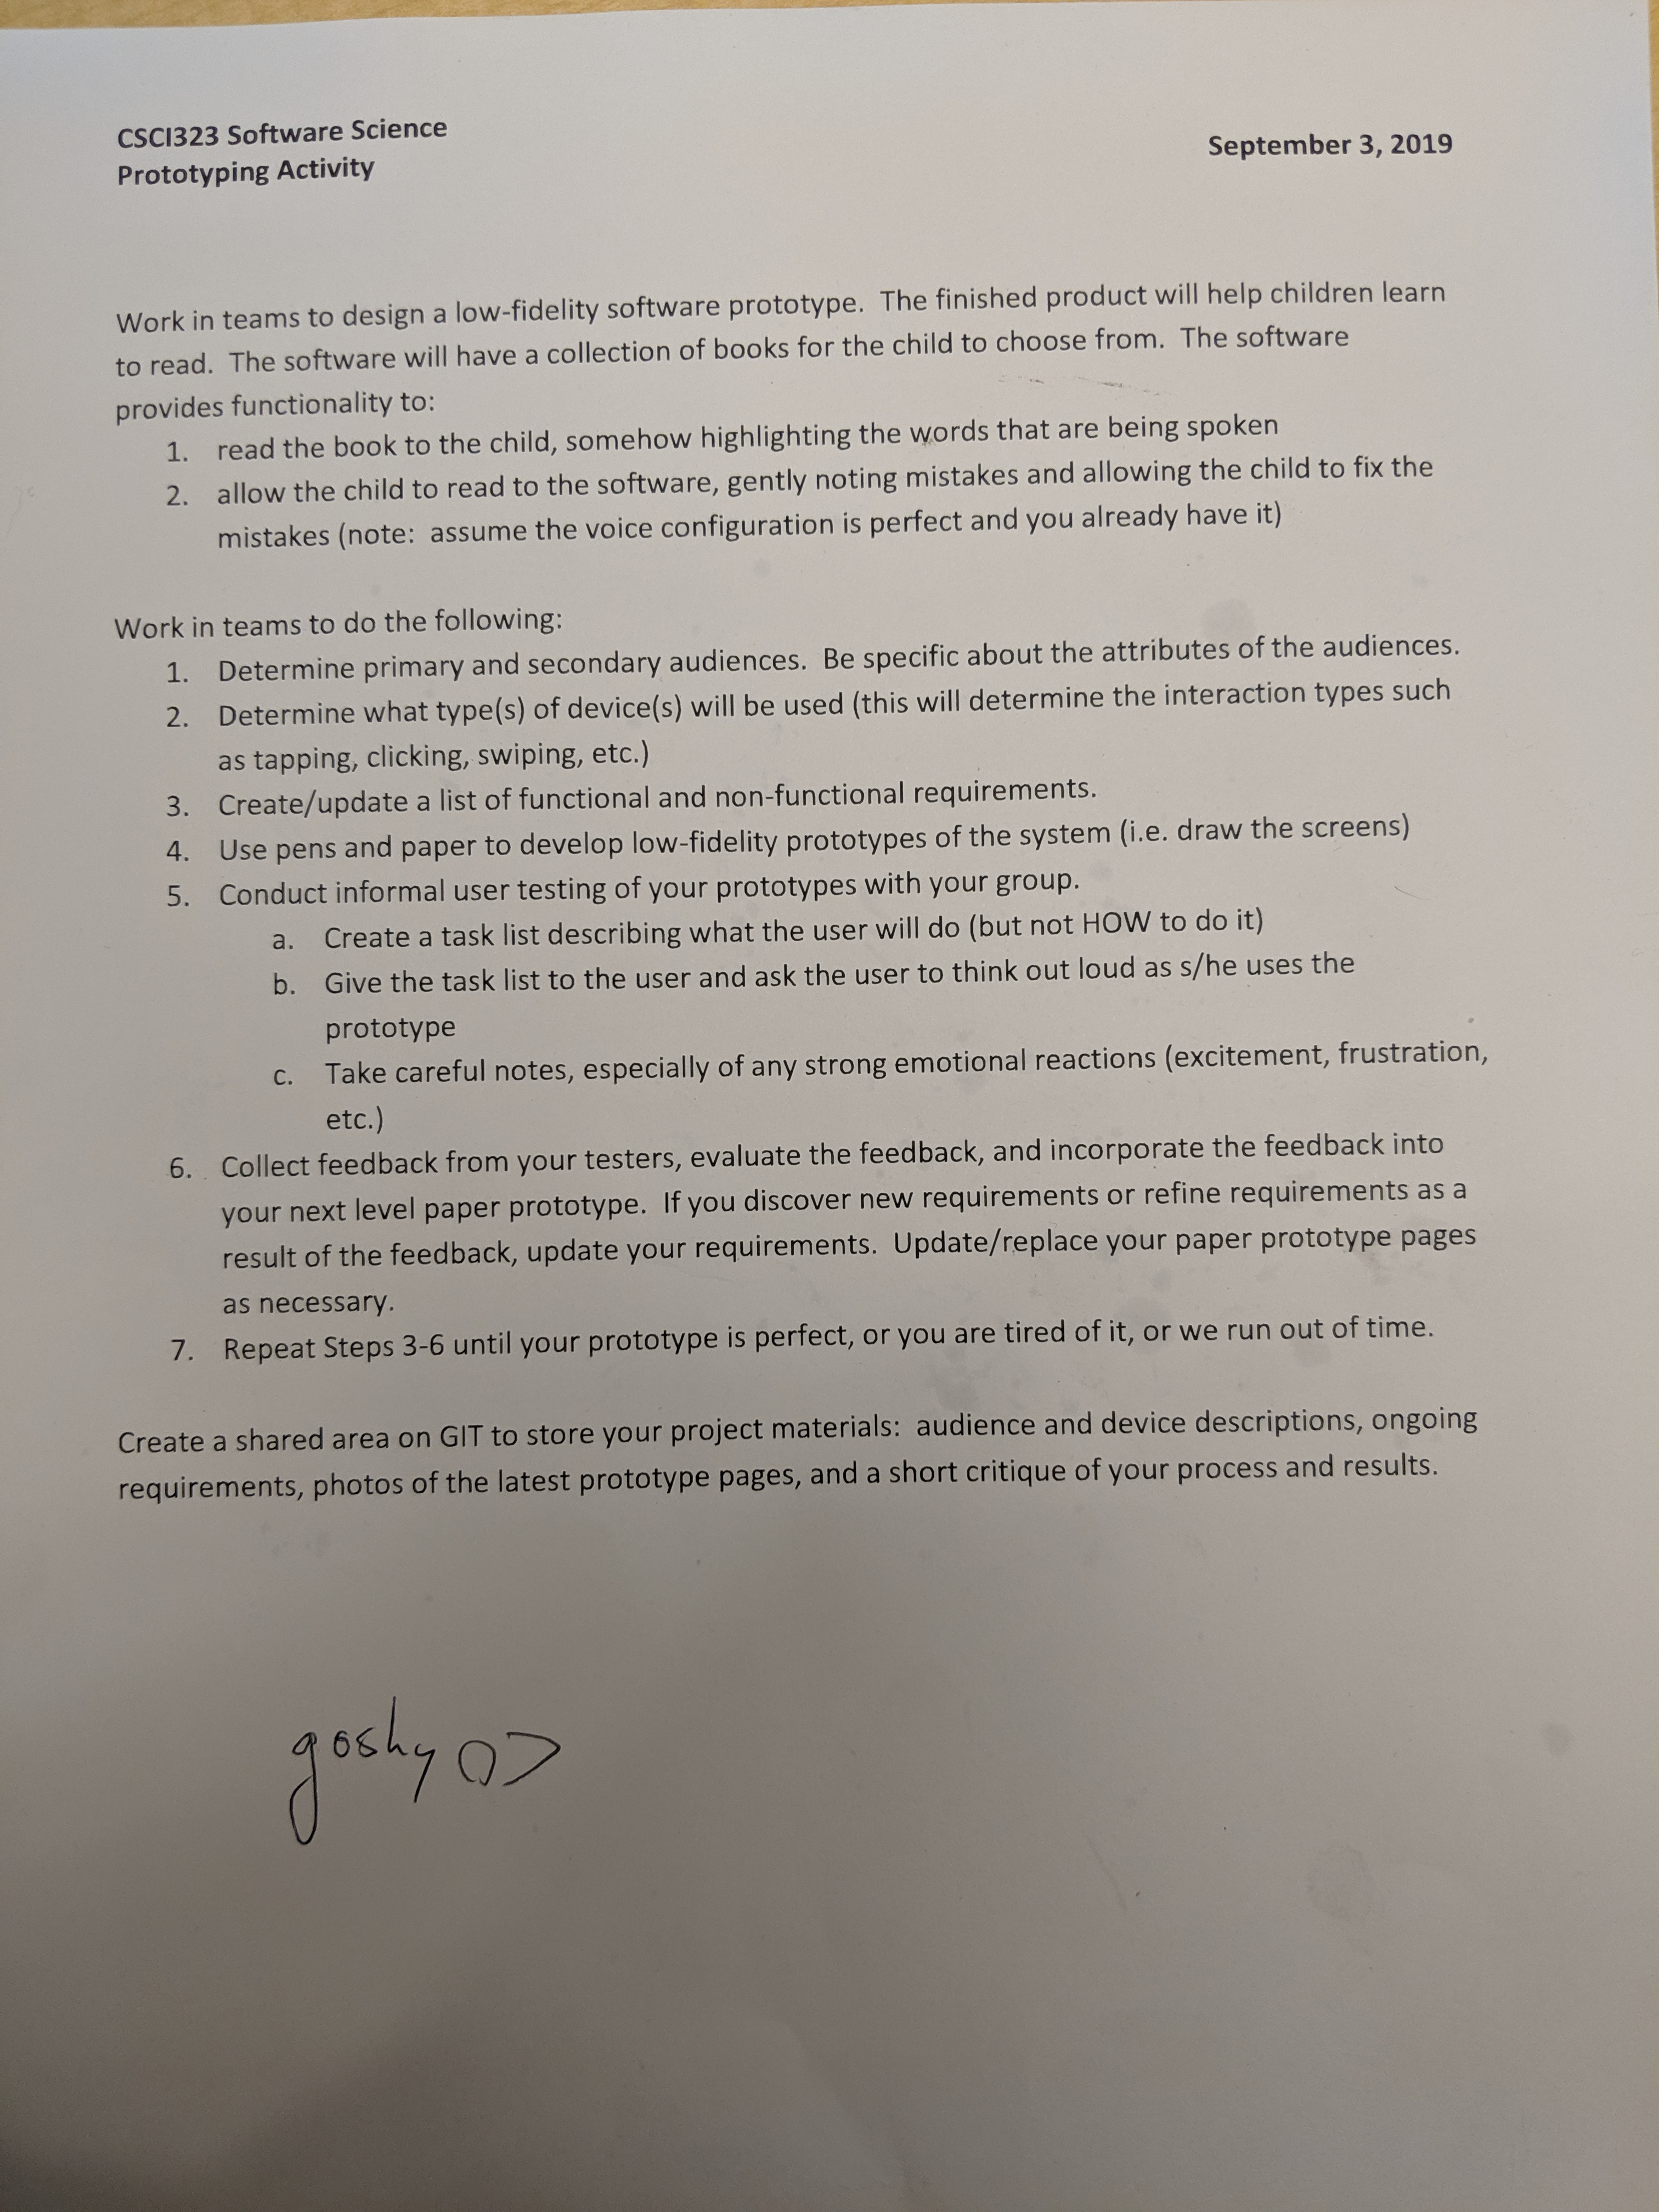 CSCI323 Software Science
Prototyping Activity
September 3, 2019
Work in teams to design a low-fidelity software prototype. The finished product will help children learn
to read. The software will have a collection of books for the child to choose from. The software
provides functionality to:
1. read the book to the child, somehow highlighting the words that are being spoken
2. allow the child to read to the software, gently noting mistakes and allowing the child to fix the
mistakes (note: assume the voice configuration is perfect and you already have it)
Work in teams to do the following:
1. Determine primary and secondary audiences. Be specific about the attributes of the audiences.
2. Determine what type(s) of device(s) will be used (this will determine the interaction types such
as tapping, clicking, swiping, etc.)
3. Create/update a list of functional and non-functional requirements.
4. Use pens and paper to develop low-fidelity prototypes of the system (i.e. draw the screens)
5. Conduct informal user testing of your prototypes with your group.
a. Create a task list describing what the user will do (but not HOW to do it)
b. Give the task list to the user and ask the user to think out loud as s/he uses the
prototype
c. Take careful notes, especially of any strong emotional reactions (excitement, frustration,
etc.)
6. Collect feedback from your testers, evaluate the feedback, and incorporate the feedback into
your next level paper prototype. If you discover new requirements or refine requirements as a
result of the feedback, update your requirements. Update/replace your paper prototype pages
as necessary.
7. Repeat Steps 3-6 until your prototype is perfect, or you are tired of it, or we run out of time.
Create a shared area on GIT to store your project materials: audience and device descriptions, ongoing
requirements, photos of the latest prototype pages, and a short critique of your process and results.
goshy